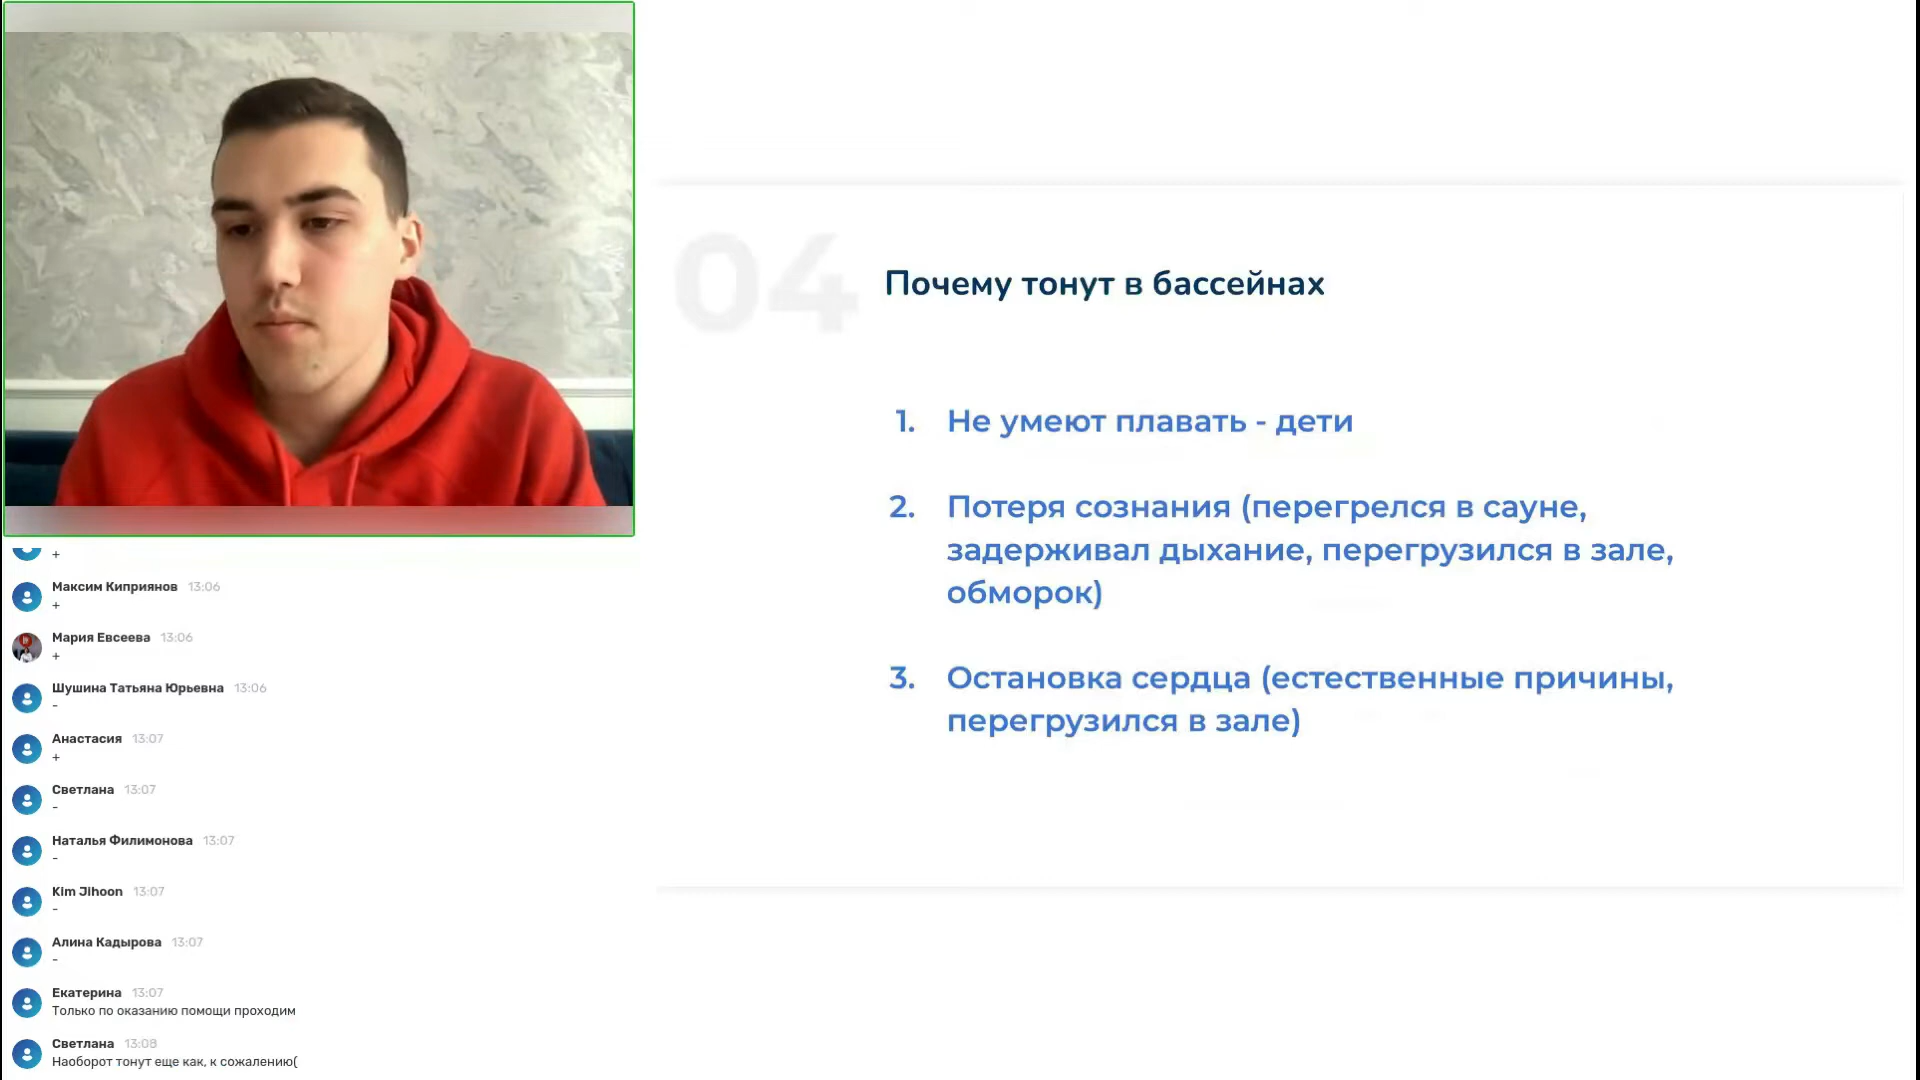 04
Почему тонут в бассейнах
1. Не умеют плавать - дети
2. Потеря сознания (перегрелся в сауне,
задерживал дыхание, перегрузился в зале,
обморок)
3. Остановка сердца (естественные причины,
перегрузился в зале)
+
Максим Киприянов 13:06
+
Мария Евсеева 13:06
+
Шушина Татьяна Юрьевна 13:06
-
Анастасия 13:07
+
Светлана 13:07
-
Наталья Филимонова 13:07
-
Kim Jihoon 13:07
-
Алина Кадырова 13:07
-
Екатерина 13:07
Только по оказанию помощи проходим
Светлана 13:08
Наоборот тонут еще как, к сожалению(